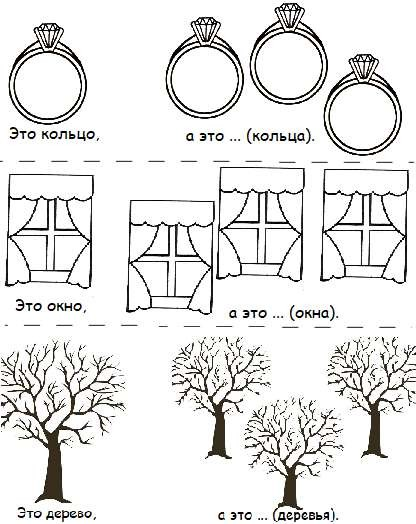 Это кольцо,
а это ... (кольца).
Это окно,
а это ... (окна).
Это дерево,
а это ... (деревья).